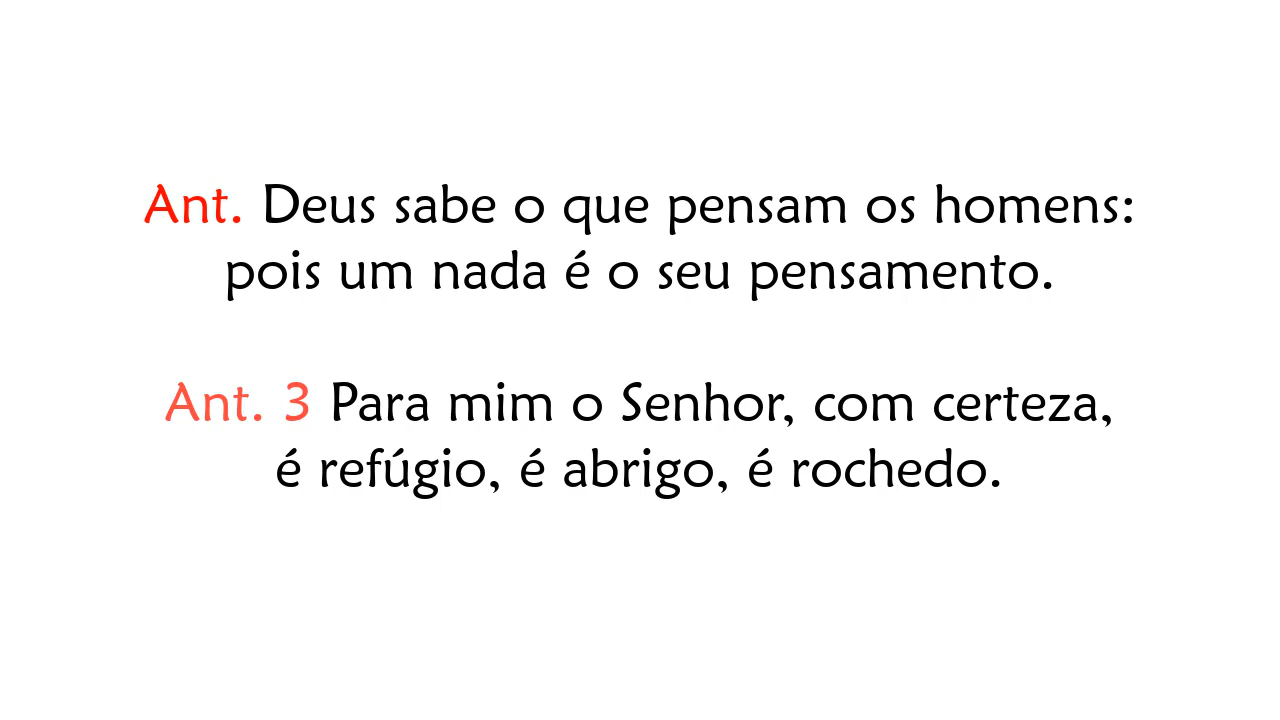 Ant. Deus sabe o que pensam os homens:
pois um nada é o seu pensamento.
Ant. 3 Para mim o Senhor, com certeza,
é refúgio, é abrigo, é rochedo.